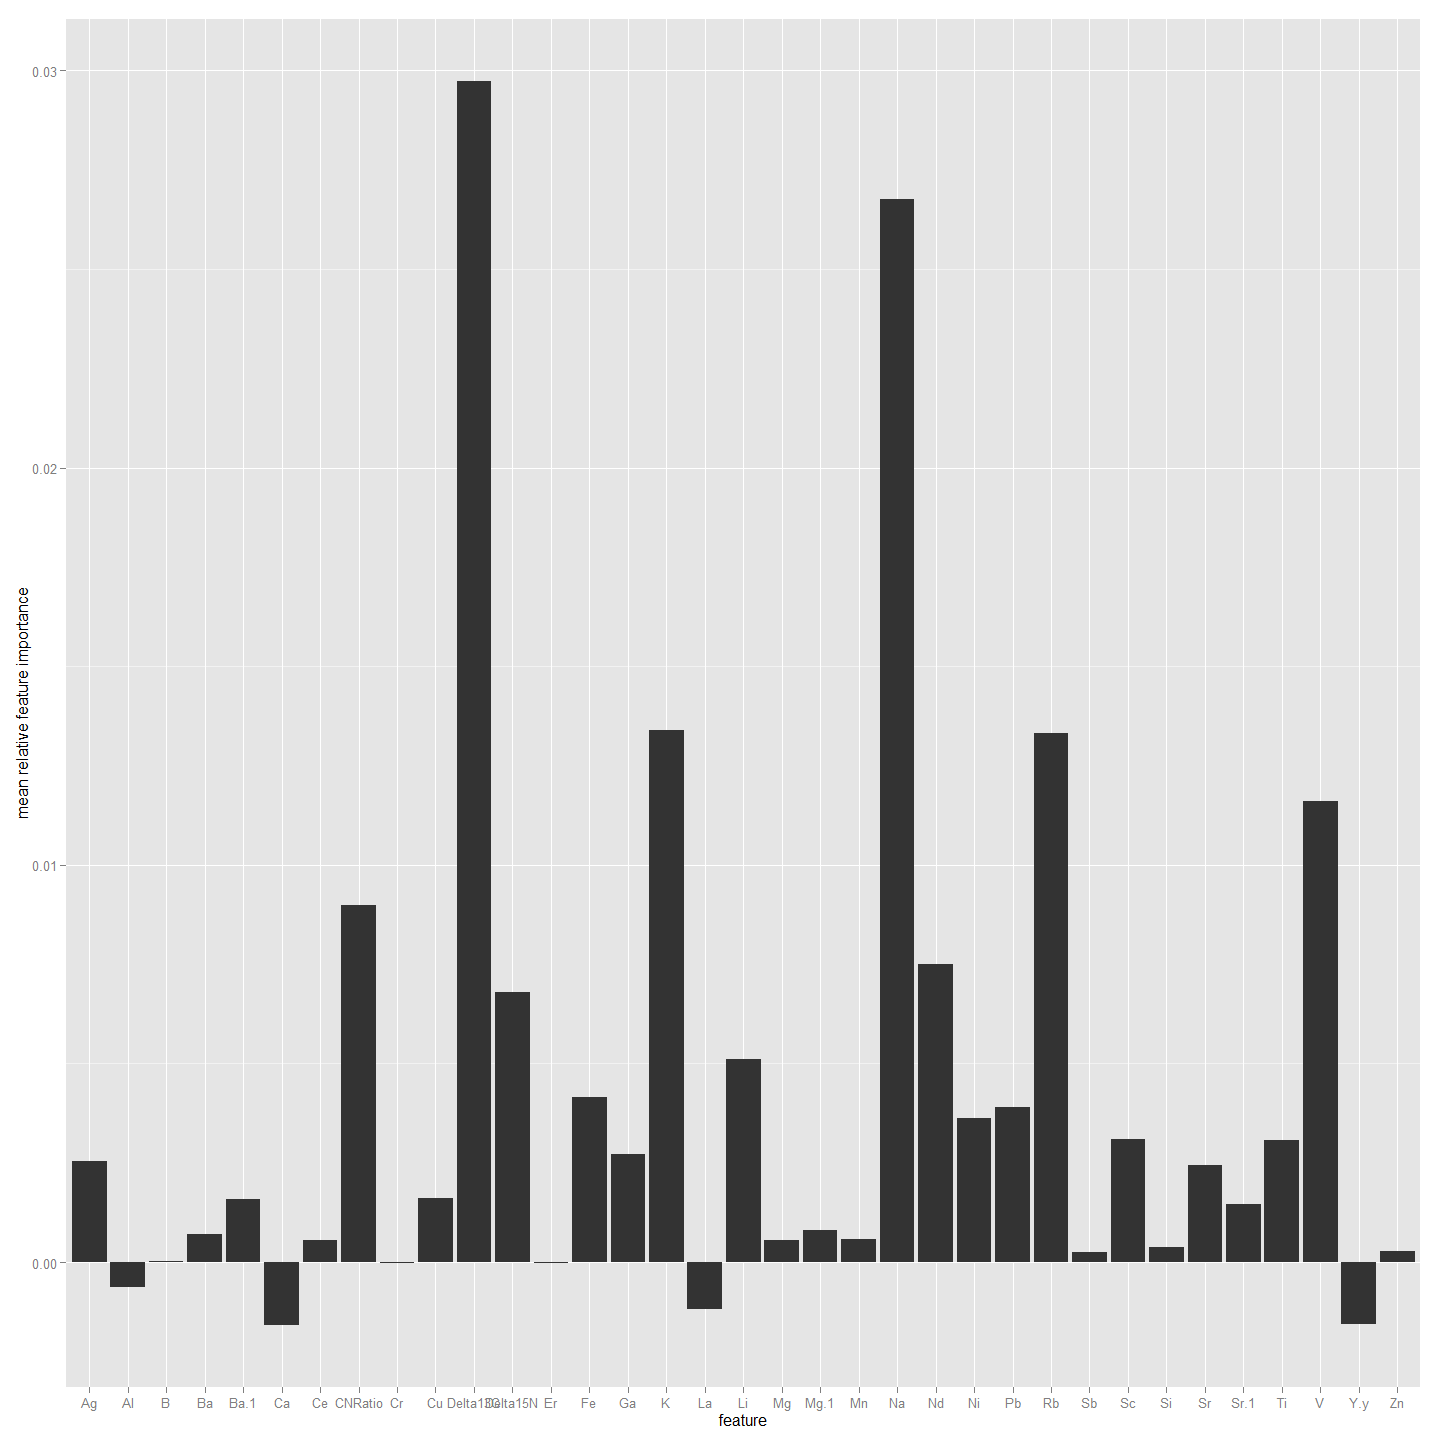 0.03
0.02
0.01
0.00
mean relative feature importance
Ag Al B Ba Ba.1 Ca Ce CNRatio Cr Cu Delta13C Delta15N Er Fe Ga K La Li Mg Mg.1 Mn Na Nd Ni Pb Rb Sb Sc Si Sr Sr.1 Ti V Y.y Zn
feature